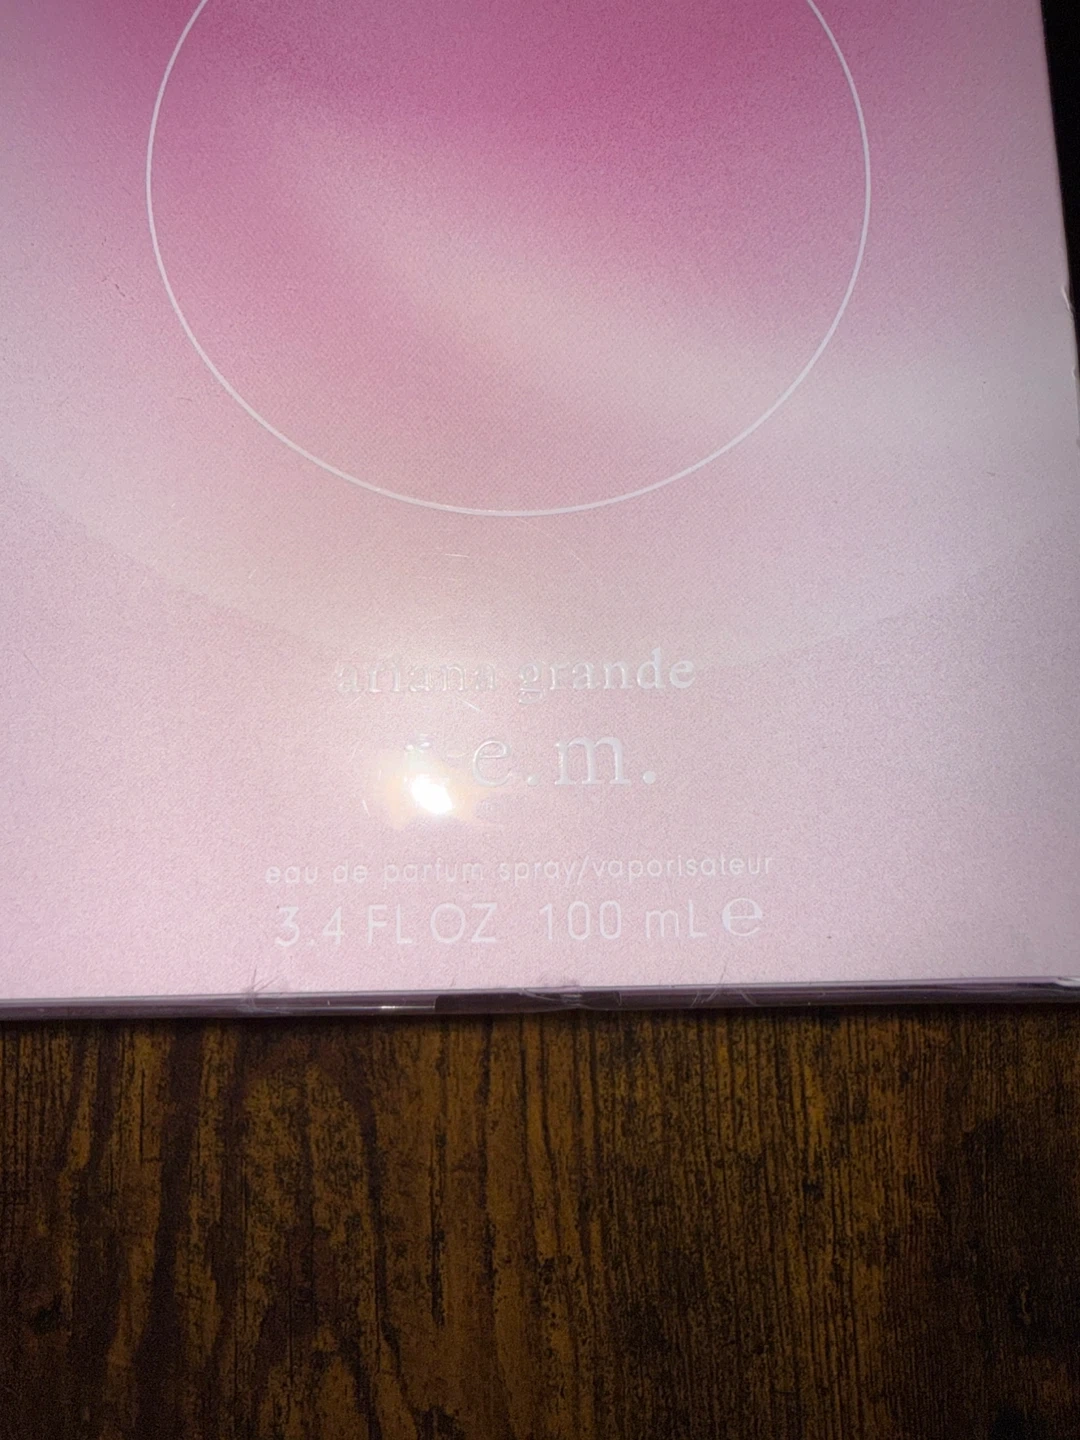 ariana grande
r.e.m.
eau de parfum spray/vaporisateur
3.4 FL OZ 100 mL e